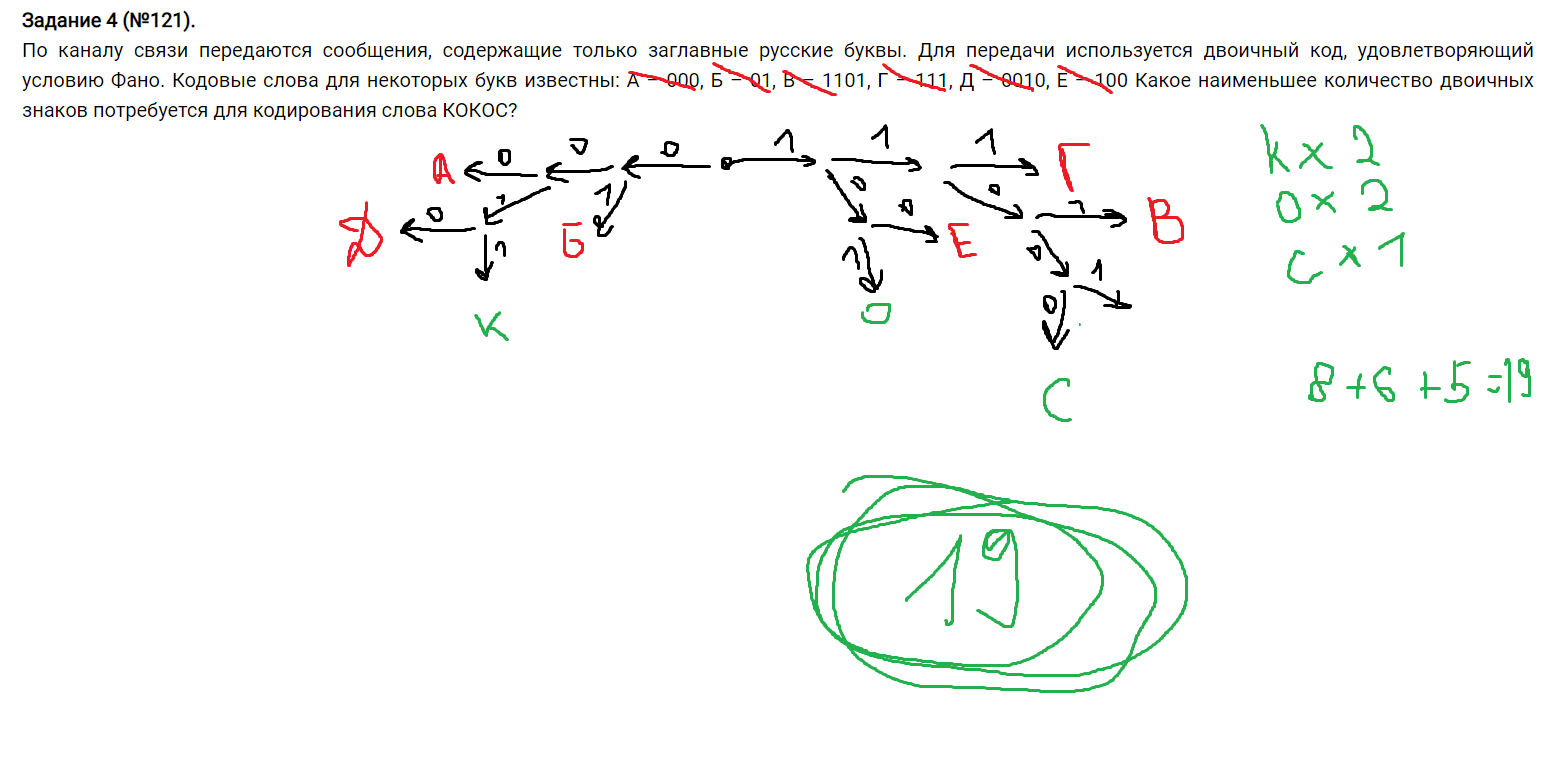 Задание 4 (№121).
По каналу связи передаются сообщения, содержащие только заглавные русские буквы. Для передачи используется двоичный код, удовлетворяющий
условию Фано. Кодовые слова для некоторых букв известны: А – 000, Б – 01, В – 1101, Г – 111, Д – 0010, Е – 100 Какое наименьшее количество двоичных
знаков потребуется для кодирования слова КОКОС?
0 0 0 1 1 1
А Г
К х 2
1 1 0 0 0 1
Д 0 Б Е В
О х 2
1 1 0 1
С х 1
0
К О
С
8 + 6 + 5 = 19
19